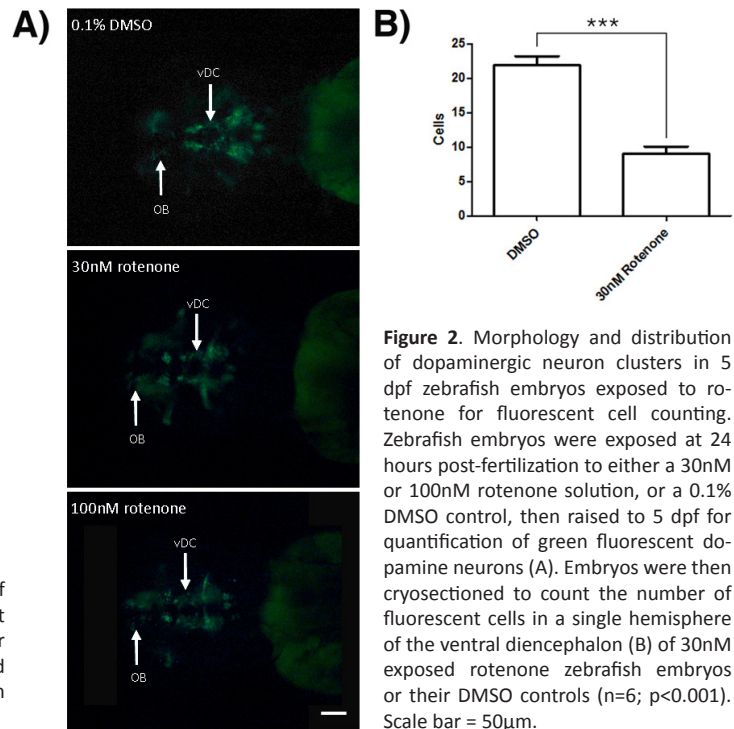 A)
0.1% DMSO
vDC
OB
30nM rotenone
vDC
OB
100nM rotenone
vDC
OB
B)
***
25
20
15
10
5
0
Cells
DMSO
30nM Rotenone
Figure 2. Morphology and distribution
of dopaminergic neuron clusters in 5
dpf zebrafish embryos exposed to ro-
tenone for fluorescent cell counting.
Zebrafish embryos were exposed at 24
hours post-fertilization to either a 30nM
or 100nM rotenone solution, or a 0.1%
DMSO control, then raised to 5 dpf for
quantification of green fluorescent do-
pamine neurons (A). Embryos were then
cryosectioned to count the number of
fluorescent cells in a single hemisphere
of the ventral diencephalon (B) of 30nM
exposed rotenone zebrafish embryos
or their DMSO controls (n=6; p<0.001).
Scale bar = 50µm.